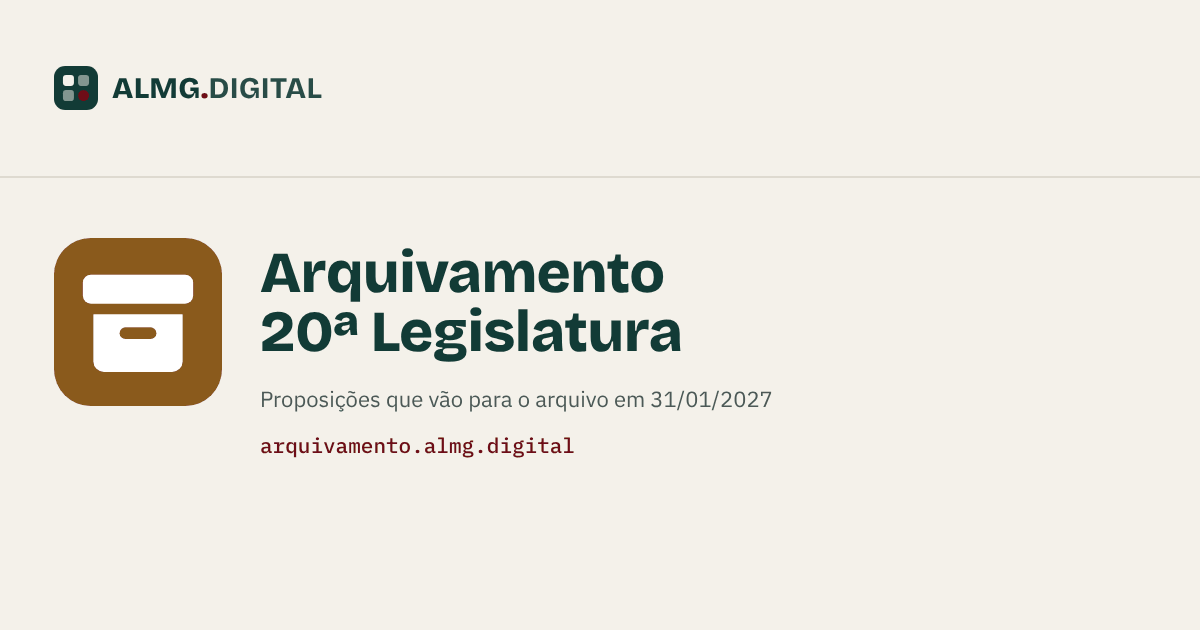 ALMG.DIGITAL
Arquivamento
20ª Legislatura
Proposições que vão para o arquivo em 31/01/2027
arquivamento.almg.digital